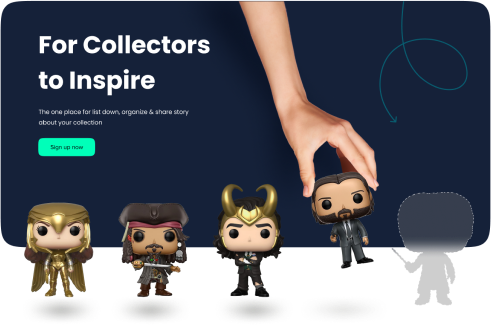 For Collectors
to Inspire
The one place for list down, organize & share story
about your collection
Sign up now